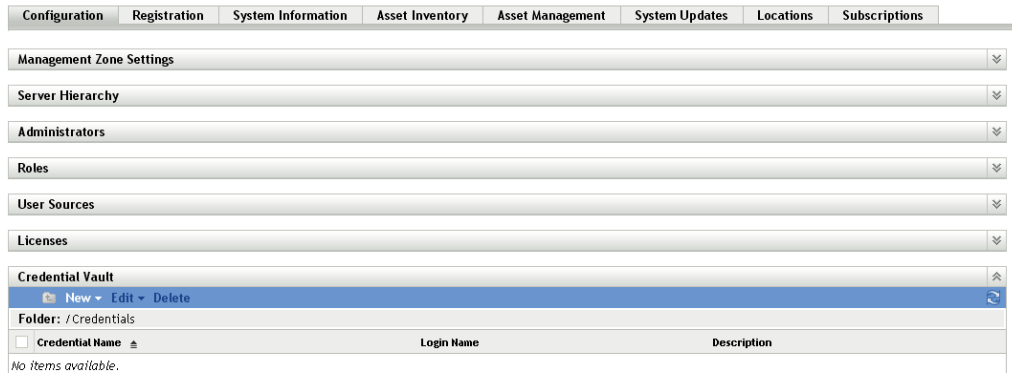 Configuration Registration System Information Asset Inventory Asset Management System Updates Locations Subscriptions
Management Zone Settings
Server Hierarchy
Administrators
Roles
User Sources
Licenses
Credential Vault
New Edit Delete
Folder: / Credentials
Credential Name Login Name Description
No items available.